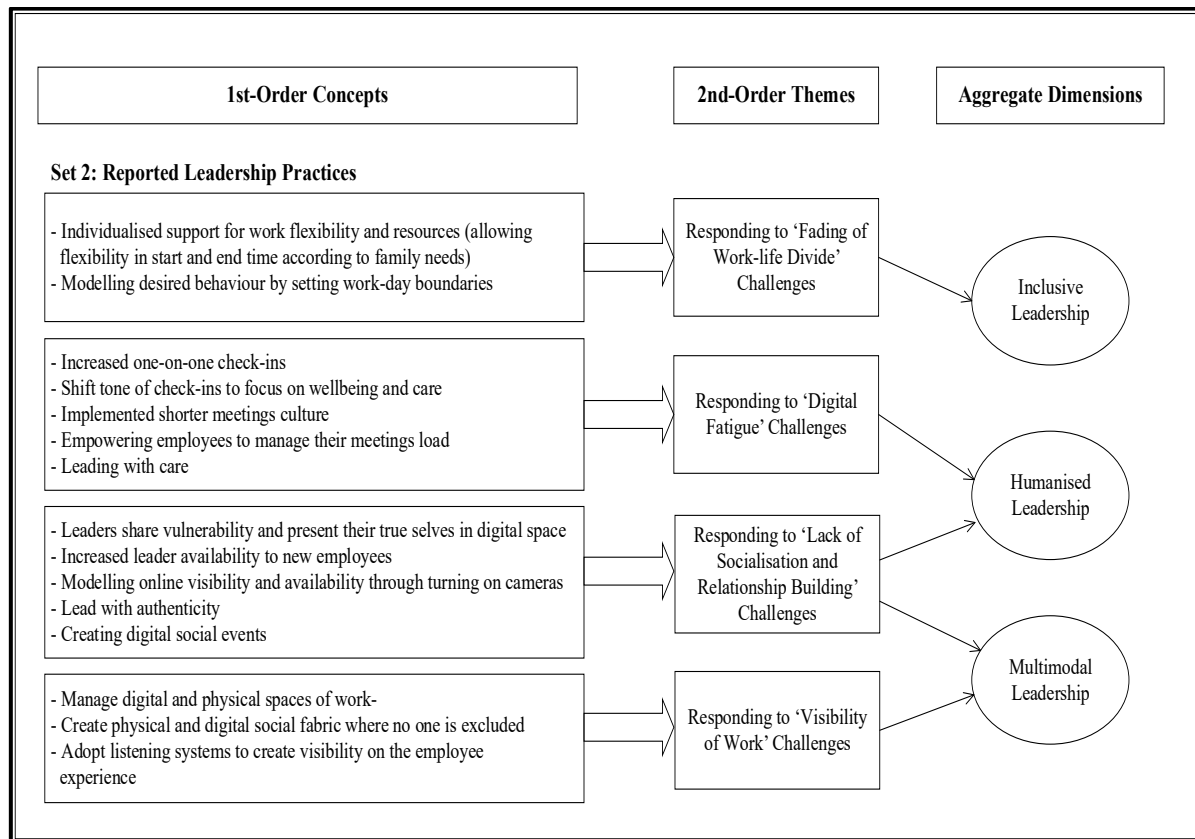 1st-Order Concepts
2nd-Order Themes
Aggregate Dimensions
Set 2: Reported Leadership Practices
- Individualised support for work flexibility and resources (allowing
flexibility in start and end time according to family needs)
- Modelling desired behaviour by setting work-day boundaries
Responding to ‘Fading of
Work-life Divide’
Challenges
Inclusive
Leadership
- Increased one-on-one check-ins
- Shift tone of check-ins to focus on wellbeing and care
- Implemented shorter meetings culture
- Empowering employees to manage their meetings load
- Leading with care
Responding to ‘Digital
Fatigue’ Challenges
Humanised
Leadership
- Leaders share vulnerability and present their true selves in digital space
- Increased leader availability to new employees
- Modelling online visibility and availability through turning on cameras
- Lead with authenticity
- Creating digital social events
Responding to ‘Lack of
Socialisation and
Relationship Building’
Challenges
Multimodal
Leadership
- Manage digital and physical spaces of work-
- Create physical and digital social fabric where no one is excluded
- Adopt listening systems to create visibility on the employee
experience
Responding to ‘Visibility
of Work’ Challenges